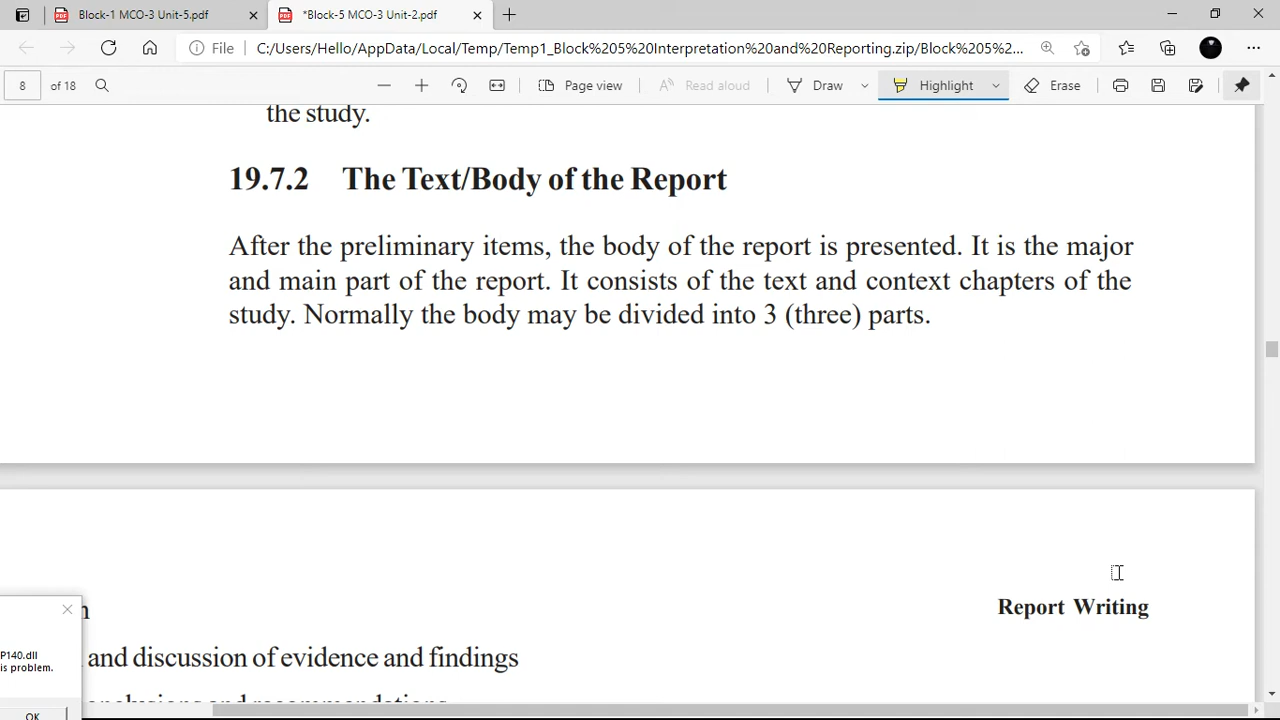 Block-1 MCO-3 Unit-5.pdf
*Block-5 MCO-3 Unit-2.pdf
File
C:/Users/Hello/AppData/Local/Temp/Temp1_Block%205%20Interpretation%20and%20Reporting.zip/Block%205%2...
8 of 18
Page view
Read aloud
Draw
Highlight
Erase
the study.
19.7.2 The Text/Body of the Report
After the preliminary items, the body of the report is presented. It is the major
and main part of the report. It consists of the text and context chapters of the
study. Normally the body may be divided into 3 (three) parts.
Report Writing
and discussion of evidence and findings
conclusions and recommendations
P140.dll
is problem.
OK